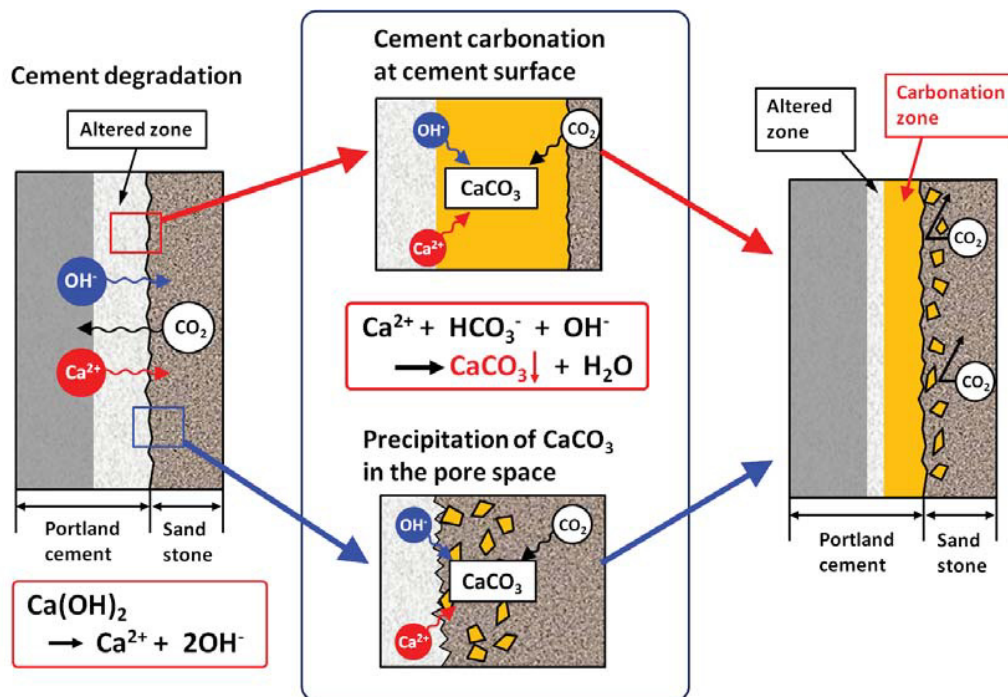 Cement degradation
Altered zone
OH⁻
CO₂
Ca²⁺
Portland cement
Sand stone
Ca(OH)₂
→ Ca²⁺ + 2OH⁻
Cement carbonation
at cement surface
OH⁻
CO₂
CaCO₃
Ca²⁺
Ca²⁺ + HCO₃⁻ + OH⁻
→ CaCO₃↓ + H₂O
Precipitation of CaCO₃
in the pore space
OH⁻
CO₂
CaCO₃
Ca²⁺
Altered
zone
Carbonation
zone
CO₂
CO₂
Portland
cement
Sand
stone